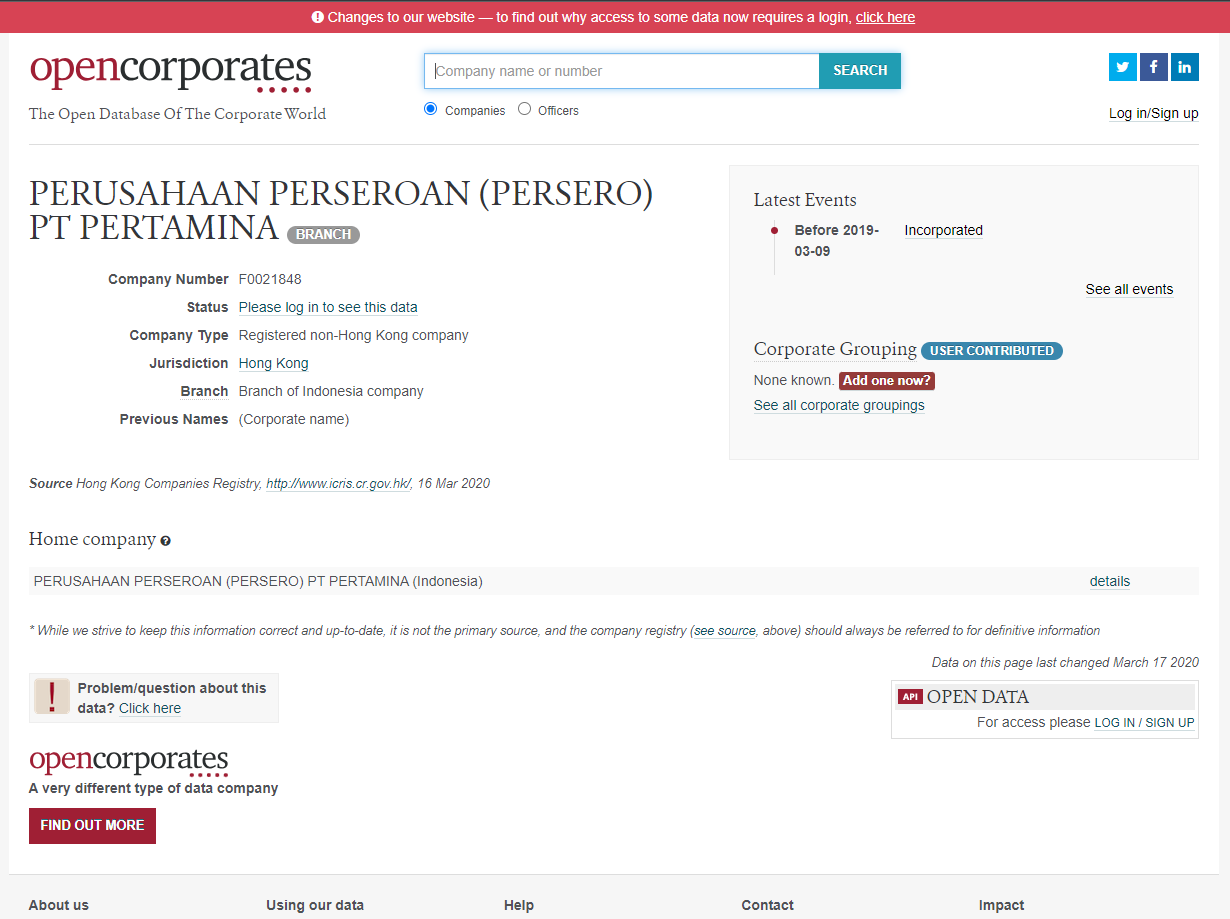 Changes to our website — to find out why access to some data now requires a login, click here
opencorporates
The Open Database Of The Corporate World
Company name or number
SEARCH
Companies Officers
Log in/Sign up
PERUSAHAAN PERSEROAN (PERSERO)
PT PERTAMINA BRANCH
Company Number F0021848
Status Please log in to see this data
Company Type Registered non-Hong Kong company
Jurisdiction Hong Kong
Branch Branch of Indonesia company
Previous Names (Corporate name)
Latest Events
Before 2019-
03-09
Incorporated
See all events
Corporate Grouping USER CONTRIBUTED
None known. Add one now?
See all corporate groupings
Source Hong Kong Companies Registry, http://www.icris.cr.gov.hk/, 16 Mar 2020
Home company
PERUSAHAAN PERSEROAN (PERSERO) PT PERTAMINA (Indonesia) details
* While we strive to keep this information correct and up-to-date, it is not the primary source, and the company registry (see source, above) should always be referred to for definitive information
Data on this page last changed March 17 2020
Problem/question about this
data? Click here
API OPEN DATA
For access please LOG IN / SIGN UP
opencorporates
A very different type of data company
FIND OUT MORE
About us Using our data Help Contact Impact